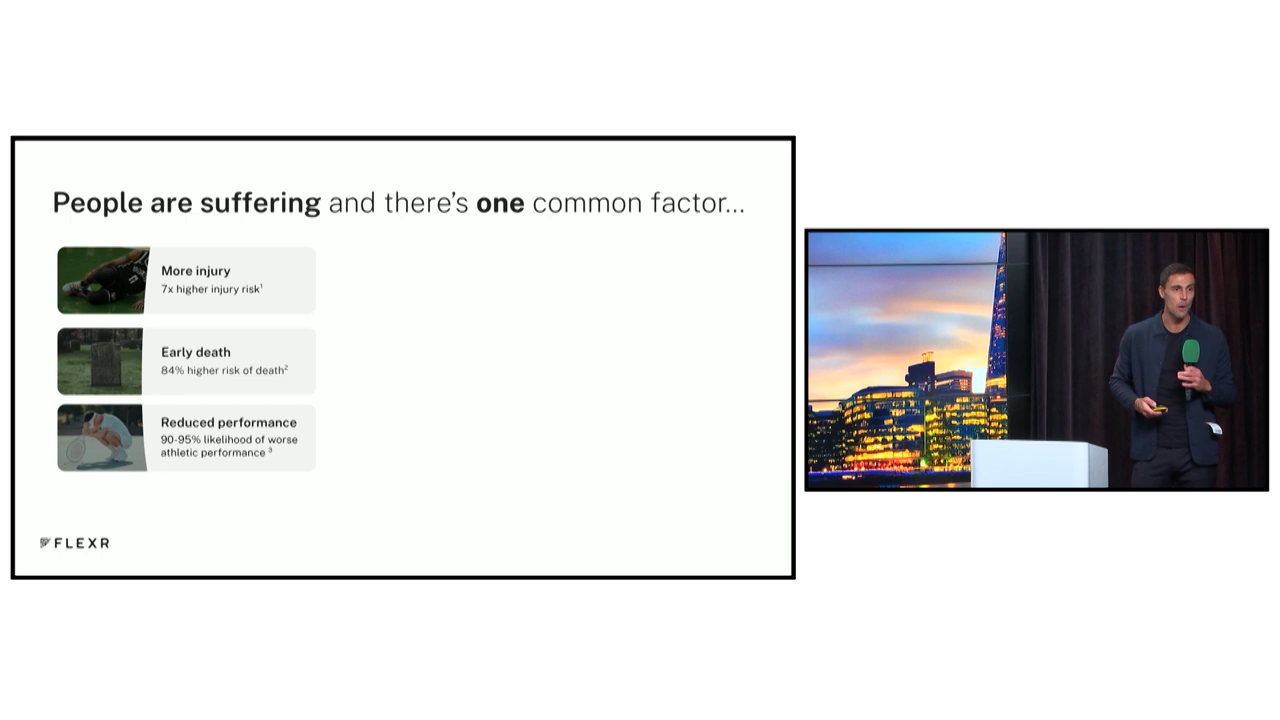 People are suffering and there's one common factor...
More injury
7x higher injury risk¹
Early death
84% higher risk of death²
Reduced performance
90-95% likelihood of worse
athletic performance ³
FLEXR